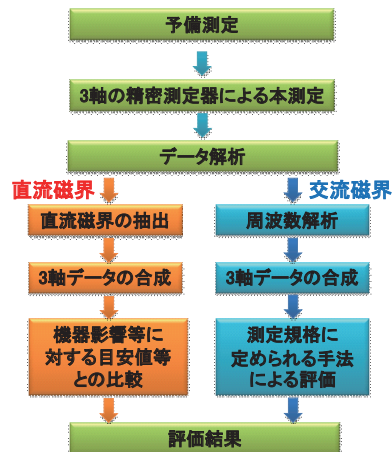 予備測定
3軸の精密測定器による本測定
データ解析
直流磁界
交流磁界
直流磁界の抽出
周波数解析
3軸データの合成
3軸データの合成
機器影響等に
対する目安値等
との比較
測定規格に
定められる手法
による評価
評価結果